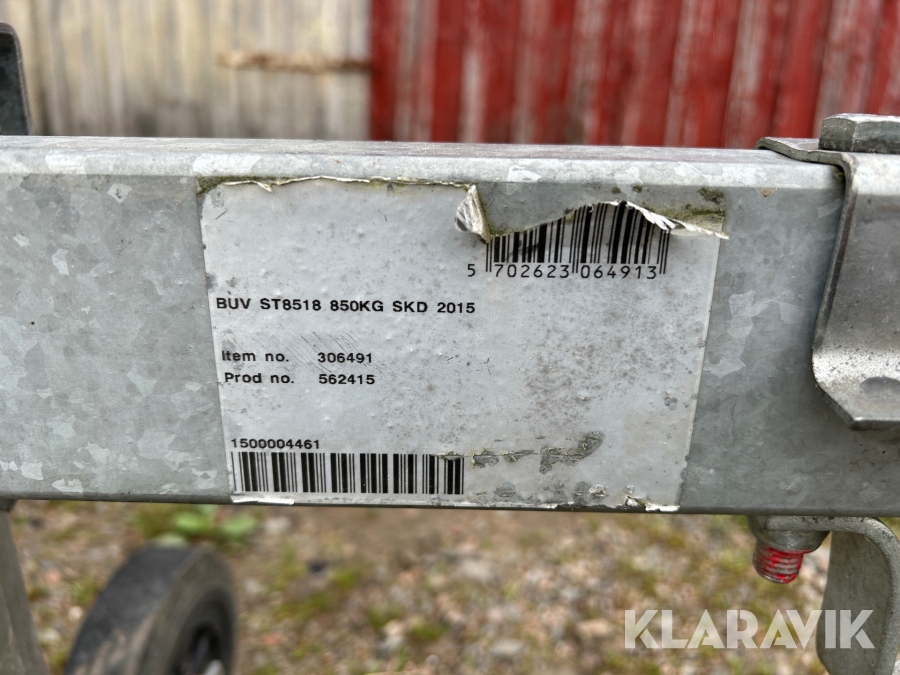 5 702623 064913
BUV ST8518 850KG SKD 2015
Item no. 306491
Prod no. 562415
1500004461
KLARAVIK